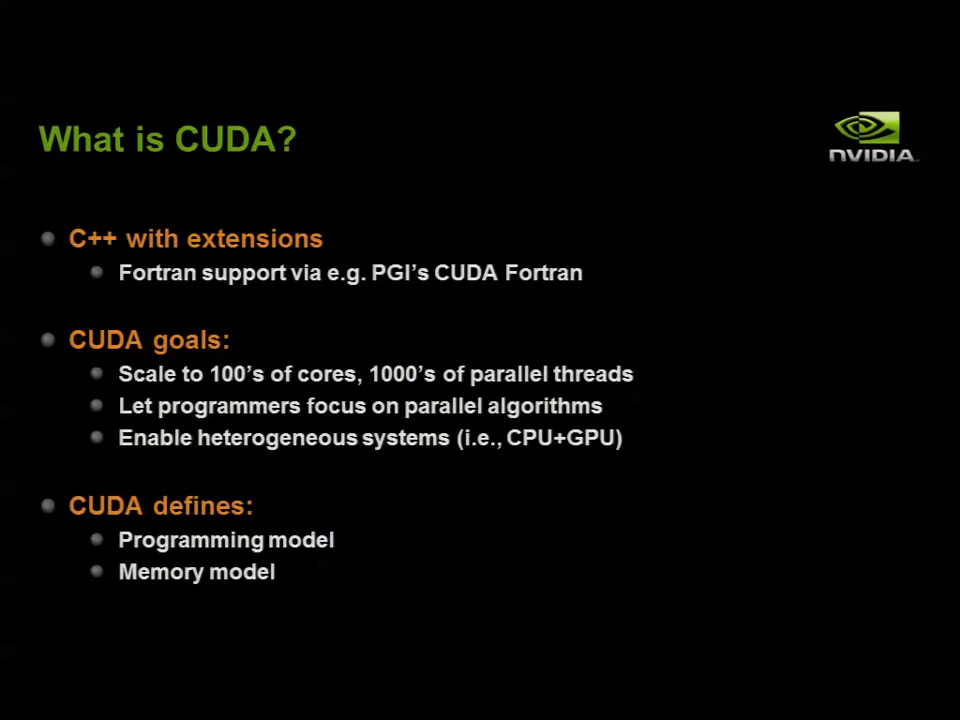 What is CUDA?
NVIDIA
C++ with extensions
Fortran support via e.g. PGI’s CUDA Fortran
CUDA goals:
Scale to 100’s of cores, 1000’s of parallel threads
Let programmers focus on parallel algorithms
Enable heterogeneous systems (i.e., CPU+GPU)
CUDA defines:
Programming model
Memory model